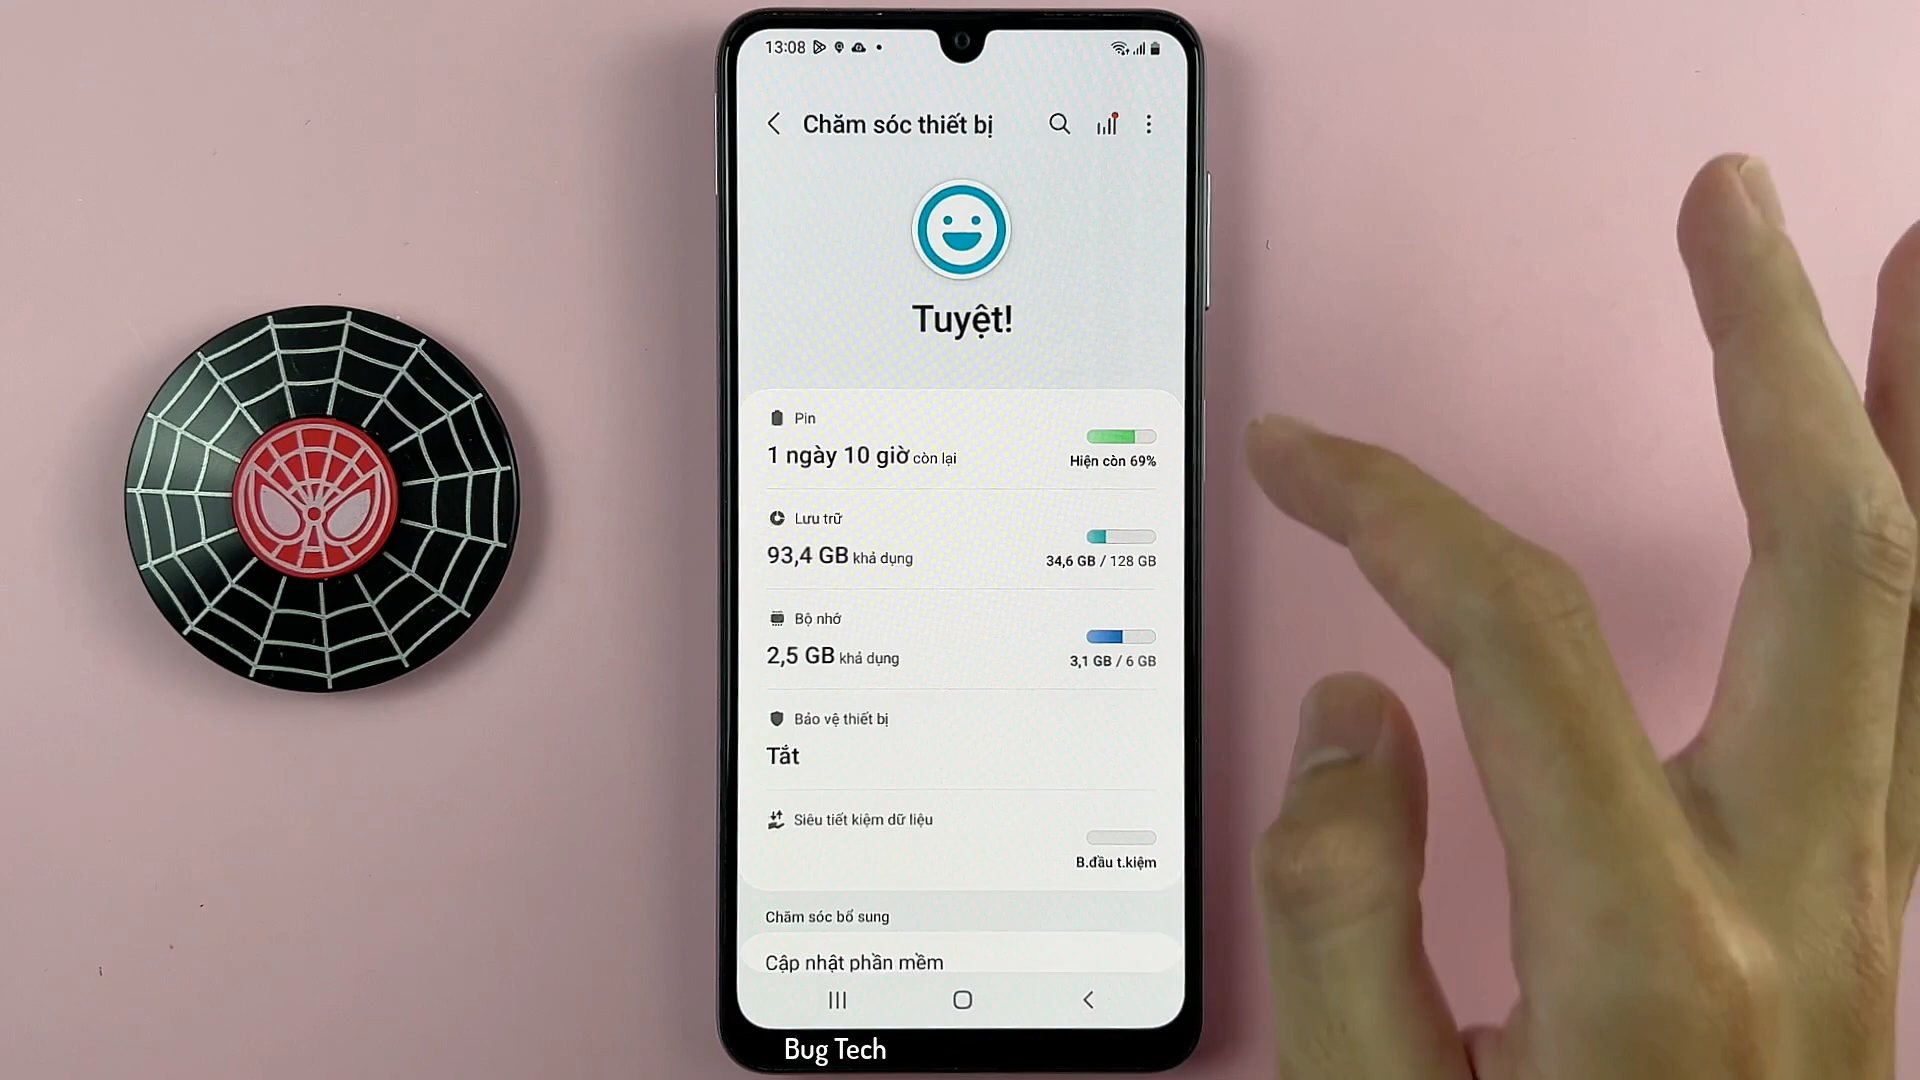 13:08
Chăm sóc thiết bị
Tuyệt!
Pin
1 ngày 10 giờ còn lại
Hiện còn 69%
Lưu trữ
93,4 GB khả dụng
34,6 GB / 128 GB
Bộ nhớ
2,5 GB khả dụng
3,1 GB / 6 GB
Bảo vệ thiết bị
Tắt
Siêu tiết kiệm dữ liệu
B.đầu t.kiệm
Chăm sóc bổ sung
Cập nhật phần mềm
Bug Tech